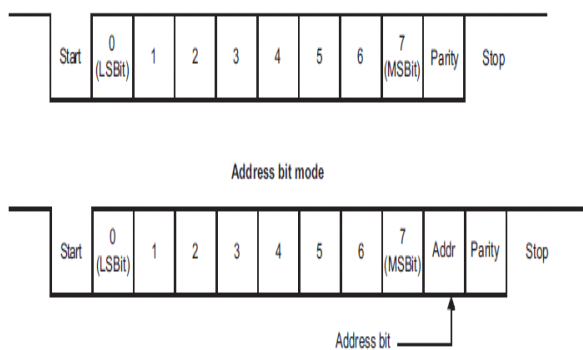 Start 0 (LSBit) 1 2 3 4 5 6 7 (MSBit) Parity Stop
Address bit mode
Start 0 (LSBit) 1 2 3 4 5 6 7 (MSBit) Addr Parity Stop
Address bit